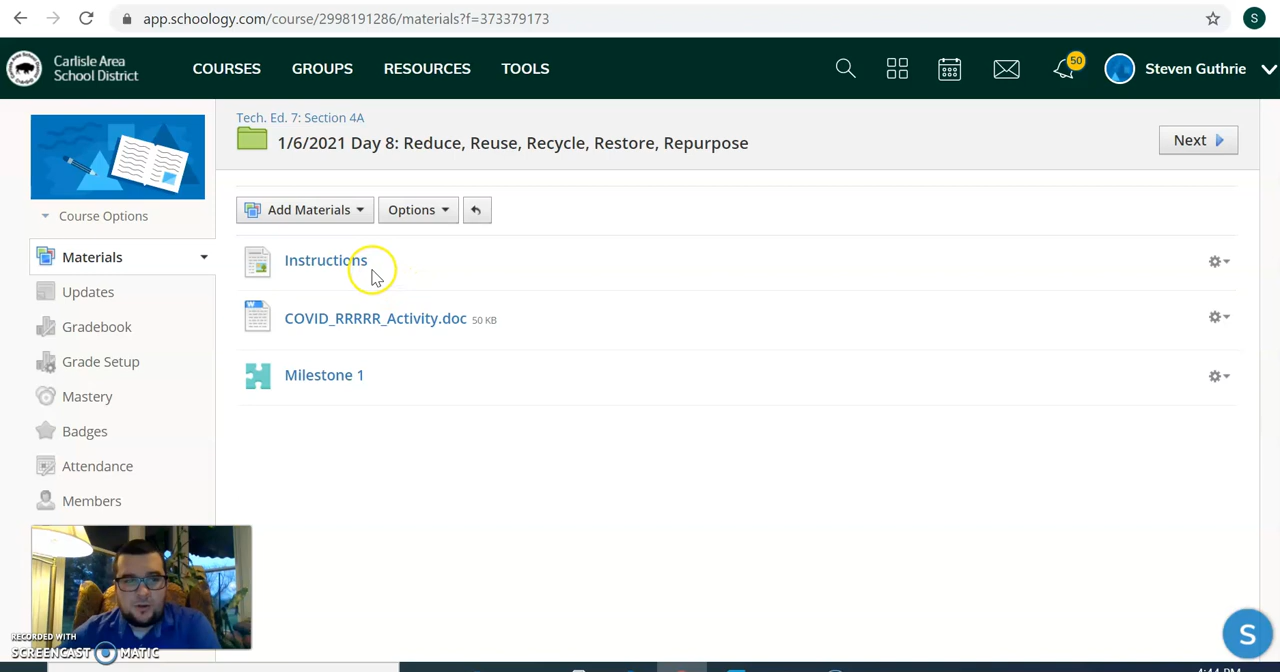 app.schoology.com/course/2998191286/materials?f=373379173
S
Carlisle Area
School District
COURSES
GROUPS
RESOURCES
TOOLS
50
Steven Guthrie
Tech. Ed. 7: Section 4A
1/6/2021 Day 8: Reduce, Reuse, Recycle, Restore, Repurpose
Next
Course Options
Add Materials
Options
Materials
Instructions
Updates
COVID_RRRRR_Activity.doc 50 KB
Gradebook
Grade Setup
Milestone 1
Mastery
Badges
Attendance
Members
RECORDED WITH
SCREENCAST MATIC
S
4:44 PM